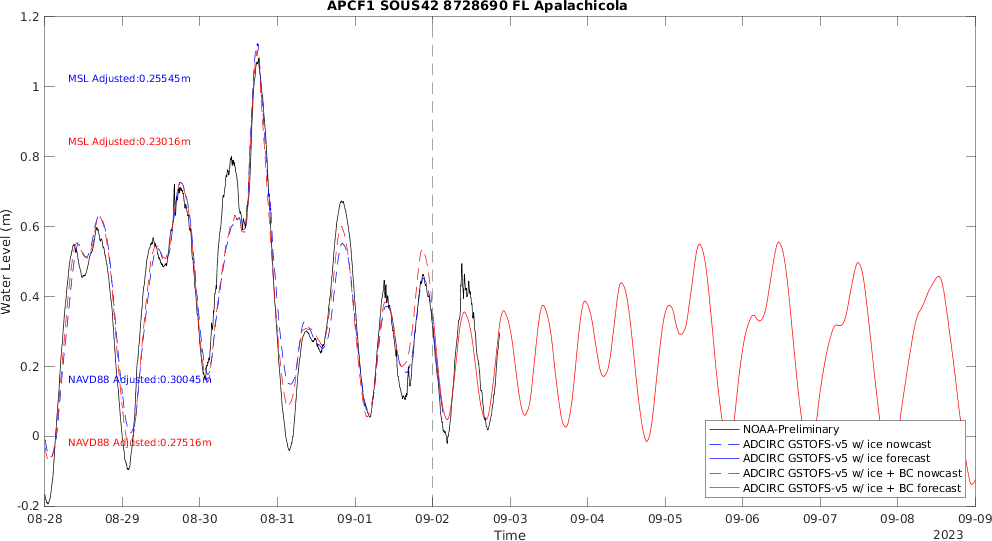 APCF1 SOUS42 8728690 FL Apalachicola
1.2
1
0.8
0.6
0.4
0.2
0
-0.2
Water Level (m)
MSL Adjusted:0.25545m
MSL Adjusted:0.23016m
NAVD88 Adjusted:0.30045m
NAVD88 Adjusted:0.27516m
NOAA-Preliminary
ADCIRC GSTOFS-v5 w/ ice nowcast
ADCIRC GSTOFS-v5 w/ ice forecast
ADCIRC GSTOFS-v5 w/ ice + BC nowcast
ADCIRC GSTOFS-v5 w/ ice + BC forecast
08-28 08-29 08-30 08-31 09-01 09-02 09-03 09-04 09-05 09-06 09-07 09-08 09-09
Time
2023